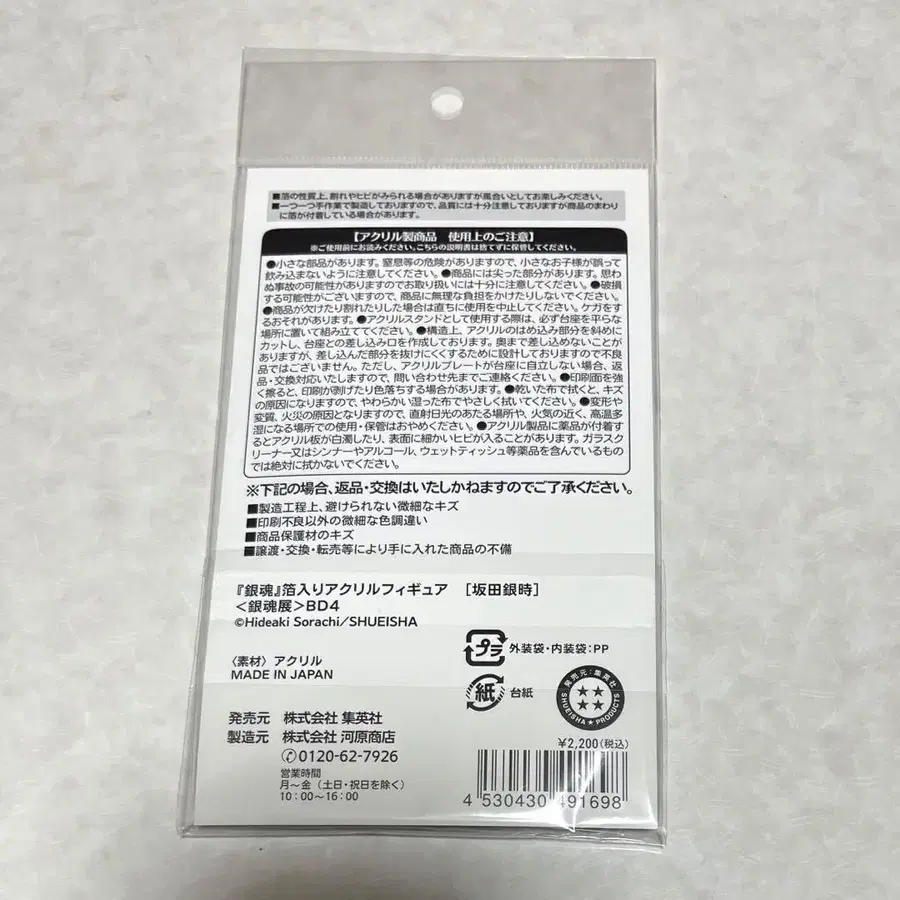 ■箔の性質上、割れやヒビがみられる場合がありますが風合いとしてお楽しみください。
■一つ一つ手作業で製造しておりますので、品質には十分注意しておりますが商品のまわり
に箔が付着している場合があります。
【アクリル製商品　使用上のご注意】
※ご使用前にお読みください。こちらの説明書は捨てずに保管してください。
●小さな部品があります。窒息等の危険がありますので、小さなお子様が誤って
飲み込まないように注意してください。●商品には尖った部分があります。思わ
ぬ事故の可能性がありますのでお取り扱いには十分に注意してください。●破損
する可能性がございますので、商品に無理な負担をかけたりしないでください。
●商品が欠けたり割れたりした場合は直ちに使用を中止してください。ケガをす
るおそれがあります。●アクリルスタンドとして使用する際は、必ず台座を平らな
場所に置いて組み立ててください。●構造上、アクリルのはめ込み部分を斜めに
カットし、台座との差し込み口を作成しております。奥まで差し込めないことが
ありますが、差し込んだ部分を抜けにくくするために設計しておりますので不良
品ではございません。ただし、アクリルプレートが台座に自立しない場合、返
品・交換対応いたしますので、問い合わせ先までご連絡ください。●印刷面を強
く擦ると、印刷が剥げたり色落ちする場合があります。●乾いた布で拭くと、キズ
の原因になりますので、やわらかい湿った布でやさしく拭いてください。●変形や
変質、火災の原因となりますので、直射日光のあたる場所や、火気の近く、高温多
湿になる場所での使用・保管はおやめください。●アクリル製品に薬品が付着す
るとアクリル板が白濁したり、表面に細かいヒビが入ることがあります。ガラスク
リーナー又はシンナーやアルコール、ウェットティッシュ等薬品を含んでいるもの
では絶対に拭かないでください。
※下記の場合、返品・交換はいたしかねますのでご了承ください。
■製造工程上、避けられない微細なキズ
■印刷不良以外の微細な色調違い
■商品保護材のキズ
■譲渡・交換・転売等により手に入れた商品の不備
『銀魂』箔入りアクリルフィギュア　［坂田銀時］
＜銀魂展＞BD4
©Hideaki Sorachi/SHUEISHA
〈素材〉アクリル
MADE IN JAPAN
プラ 外装袋・内装袋:PP
紙 台紙
発売元:集英社
SHUEISHA★PRODUCTS
発売元　株式会社 集英社
製造元　株式会社 河原商店
✆0120-62-7926
営業時間
月～金（土日・祝日を除く）
10:00～16:00
¥2,200(税込)
4 530430 491698